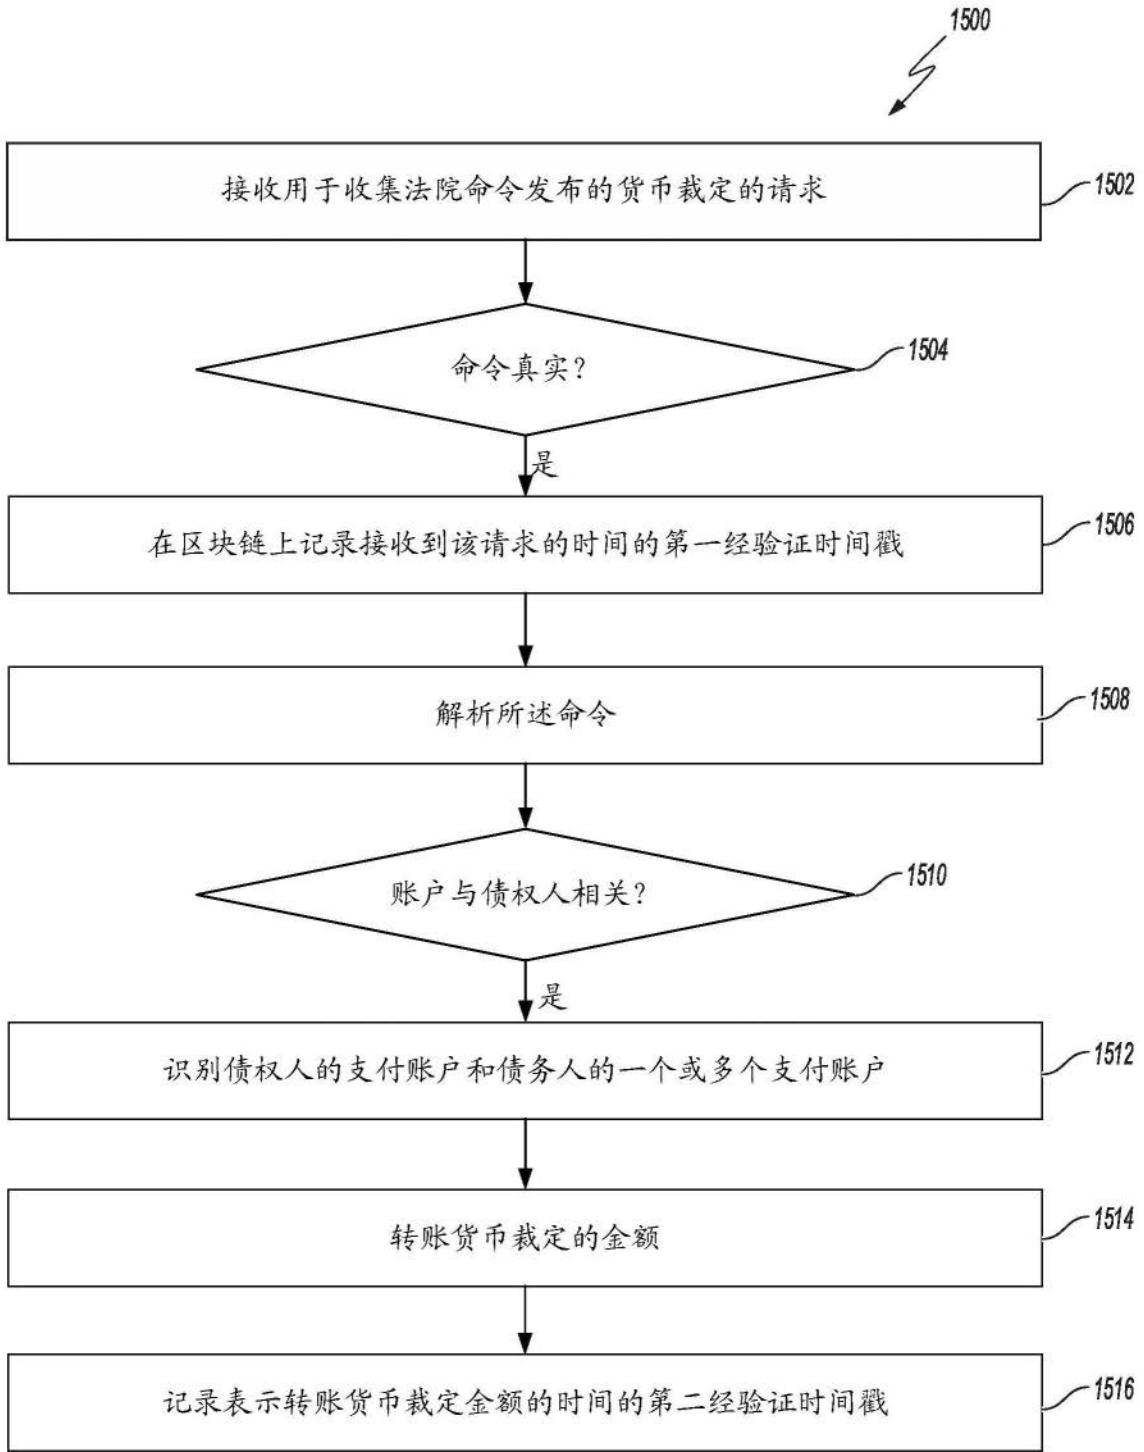 1500
接收用于收集法院命令发布的货币裁定的请求
1502
命令真实?
1504
是
在区块链上记录接收到该请求的时间的第一经验证时间戳
1506
解析所述命令
1508
账户与债权人相关?
1510
是
识别债权人的支付账户和债务人的一个或多个支付账户
1512
转账货币裁定的金额
1514
记录表示转账货币裁定金额的时间的第二经验证时间戳
1516